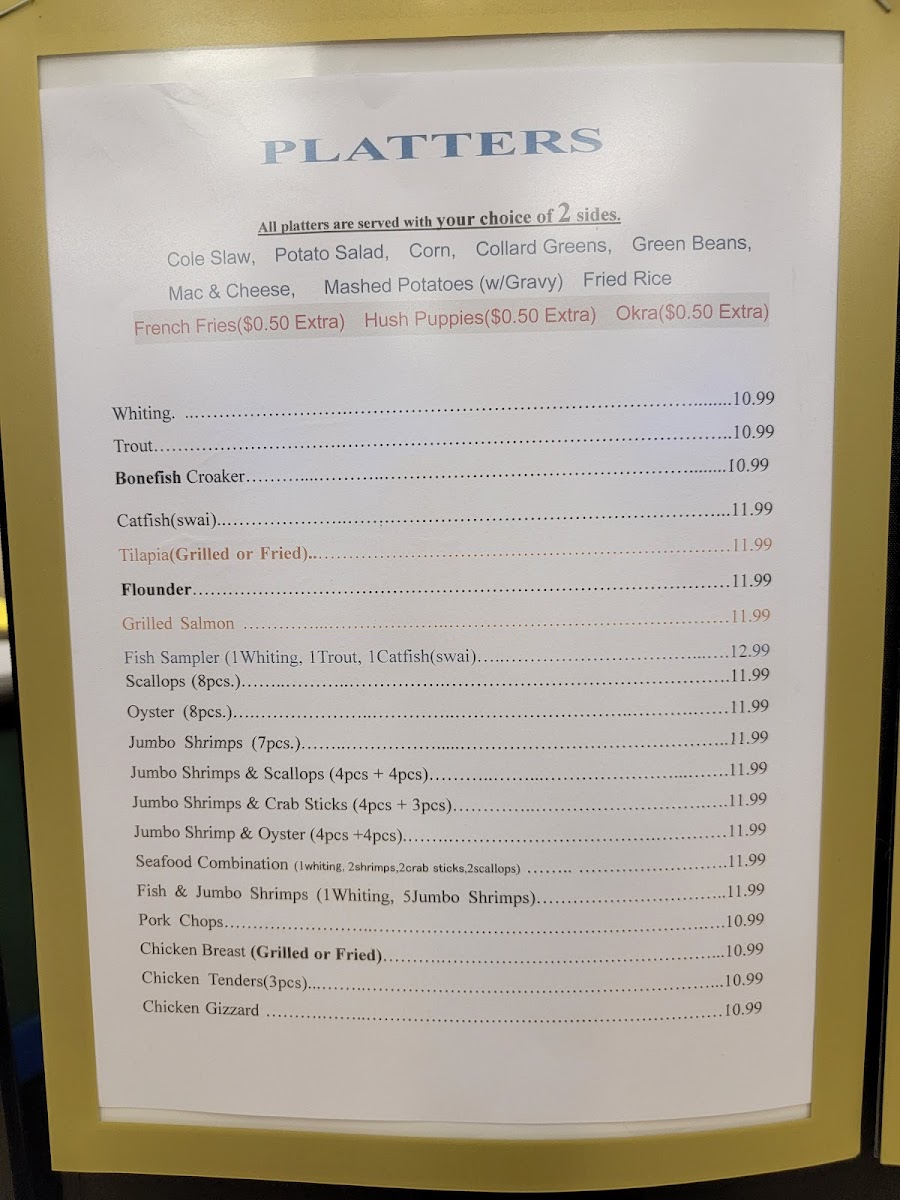 PLATTERS
All platters are served with your choice of 2 sides.
Cole Slaw, Potato Salad, Corn, Collard Greens, Green Beans,
Mac & Cheese, Mashed Potatoes (w/Gravy) Fried Rice
French Fries($0.50 Extra) Hush Puppies($0.50 Extra) Okra($0.50 Extra)
Whiting. ..........................................................10.99
Trout..........................................................10.99
Bonefish Croaker..........................................................10.99
Catfish(swai)..........................................................11.99
Tilapia(Grilled or Fried)..........................................................11.99
Flounder..........................................................11.99
Grilled Salmon ..........................................................11.99
Fish Sampler (1Whiting, 1Trout, 1Catfish(swai)..........................................................12.99
Scallops (8pcs.)..........................................................11.99
Oyster (8pcs.)..........................................................11.99
Jumbo Shrimps (7pcs.)..........................................................11.99
Jumbo Shrimps & Scallops (4pcs + 4pcs)..........................................................11.99
Jumbo Shrimps & Crab Sticks (4pcs + 3pcs)..........................................................11.99
Jumbo Shrimp & Oyster (4pcs +4pcs)..........................................................11.99
Seafood Combination (1whiting, 2shrimps,2crab sticks,2scallops) ........ ..............................11.99
Fish & Jumbo Shrimps (1Whiting, 5Jumbo Shrimps)..............................11.99
Pork Chops..........................................................10.99
Chicken Breast (Grilled or Fried)..........................................................10.99
Chicken Tenders(3pcs)..........................................................10.99
Chicken Gizzard ..........................................................10.99